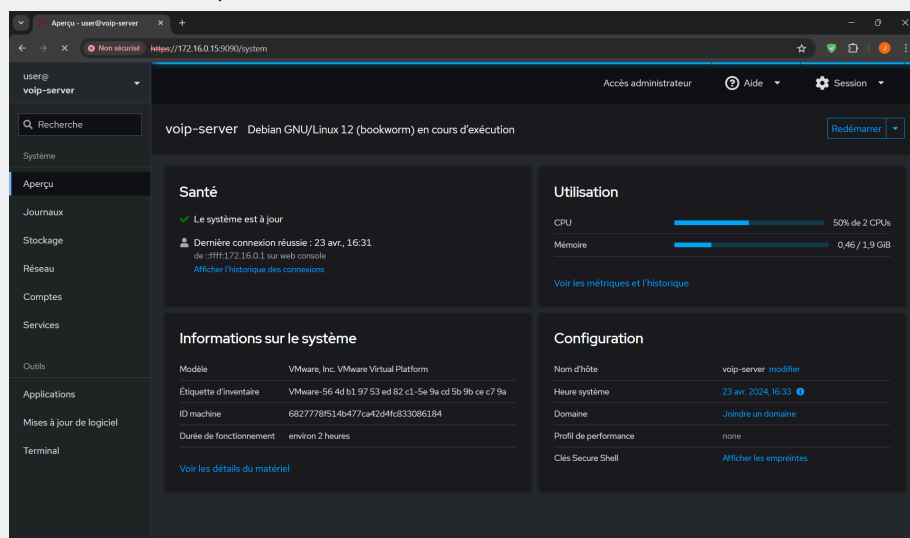 Aperçu - user@voip-server
Non sécurisé https://172.16.0.15:9090/system
user@
voip-server
Accès administrateur
Aide
Session
Recherche
voip-server Debian GNU/Linux 12 (bookworm) en cours d'exécution
Redémarrer
Système
Aperçu
Journaux
Stockage
Réseau
Comptes
Services
Outils
Applications
Mises à jour de logiciel
Terminal
Santé
Le système est à jour
Dernière connexion réussie : 23 avr., 16:31
de ::ffff:172.16.0.1 sur web console
Afficher l'historique des connexions
Utilisation
CPU 50% de 2 CPUs
Mémoire 0,46 / 1,9 GiB
Voir les métriques et l'historique
Informations sur le système
Modèle VMware, Inc. VMware Virtual Platform
Étiquette d'inventaire VMware-56 4d b1 97 53 ed 82 c1-5e 9a cd 5b 9b ce c7 9a
ID machine 6827778f514b477ca42d4fc833086184
Durée de fonctionnement environ 2 heures
Voir les détails du matériel
Configuration
Nom d'hôte voip-server modifier
Heure système 23 avr. 2024, 16:33
Domaine Joindre un domaine
Profil de performance none
Clés Secure Shell Afficher les empreintes